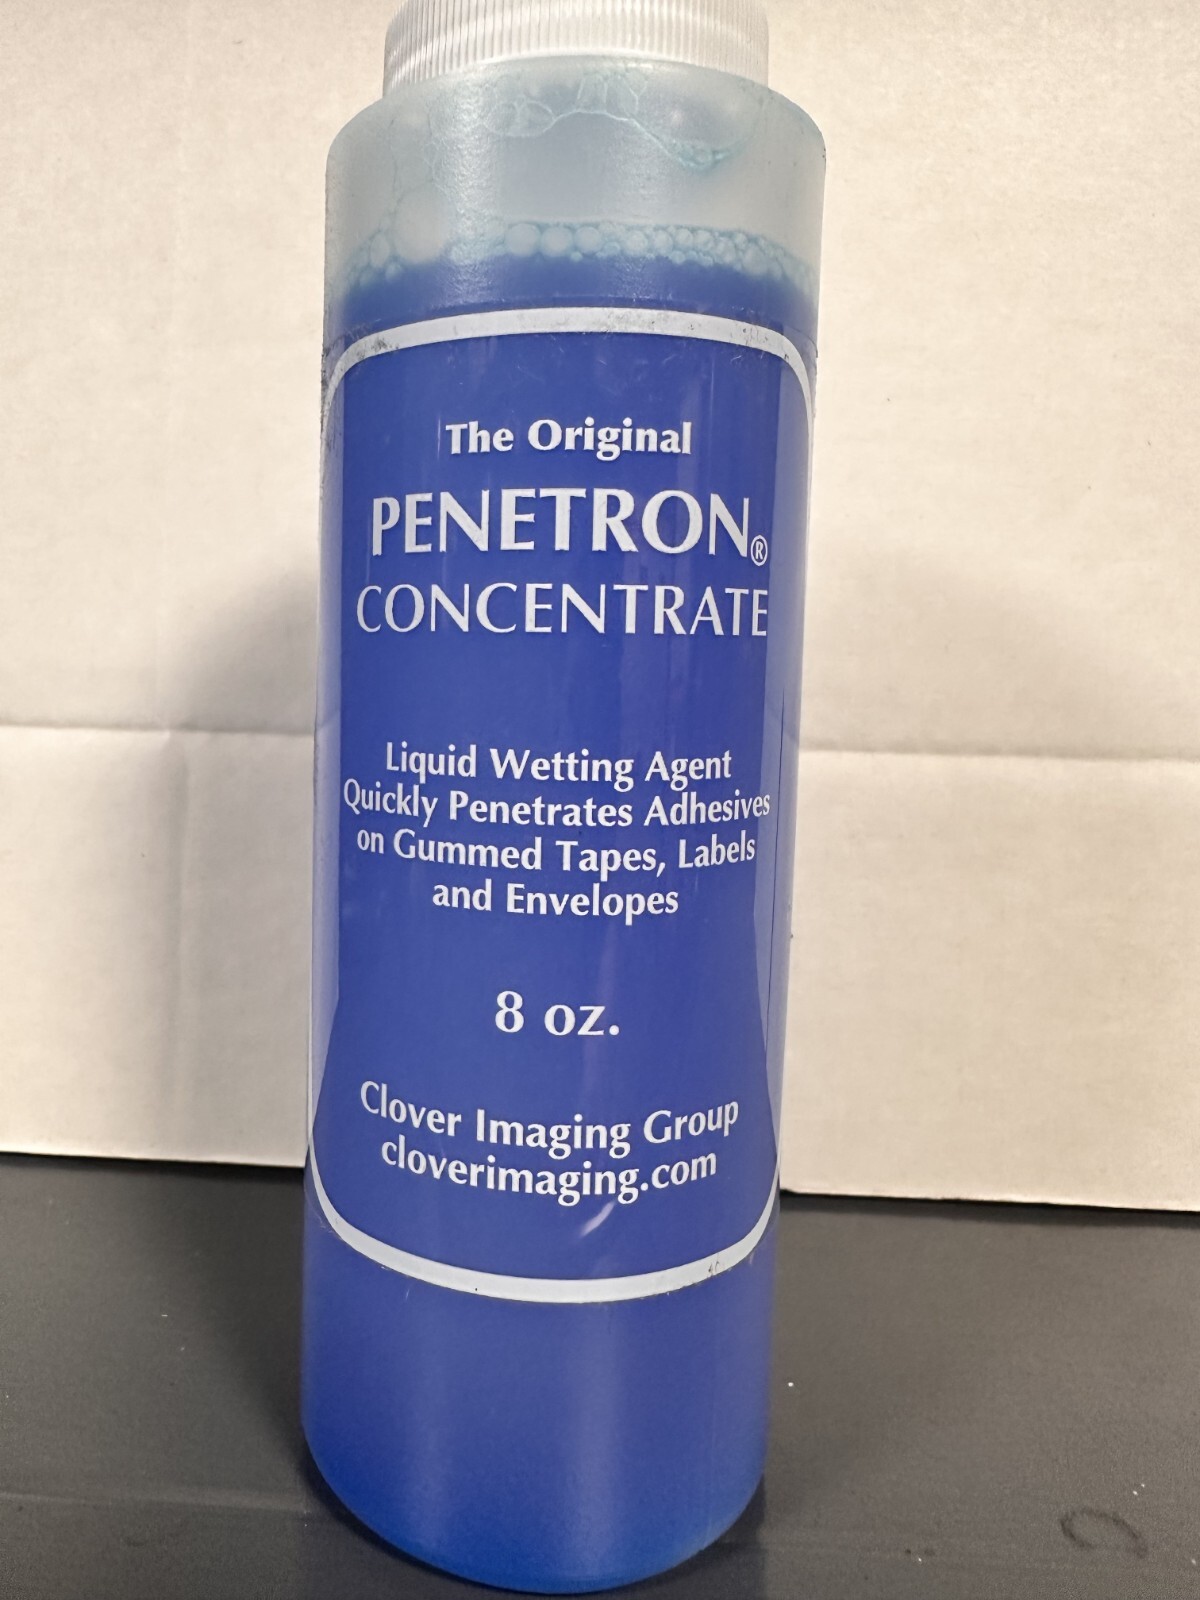 The Original
PENETRON®
CONCENTRATE
Liquid Wetting Agent
Quickly Penetrates Adhesives
on Gummed Tapes, Labels
and Envelopes
8 oz.
Clover Imaging Group
cloverimaging.com